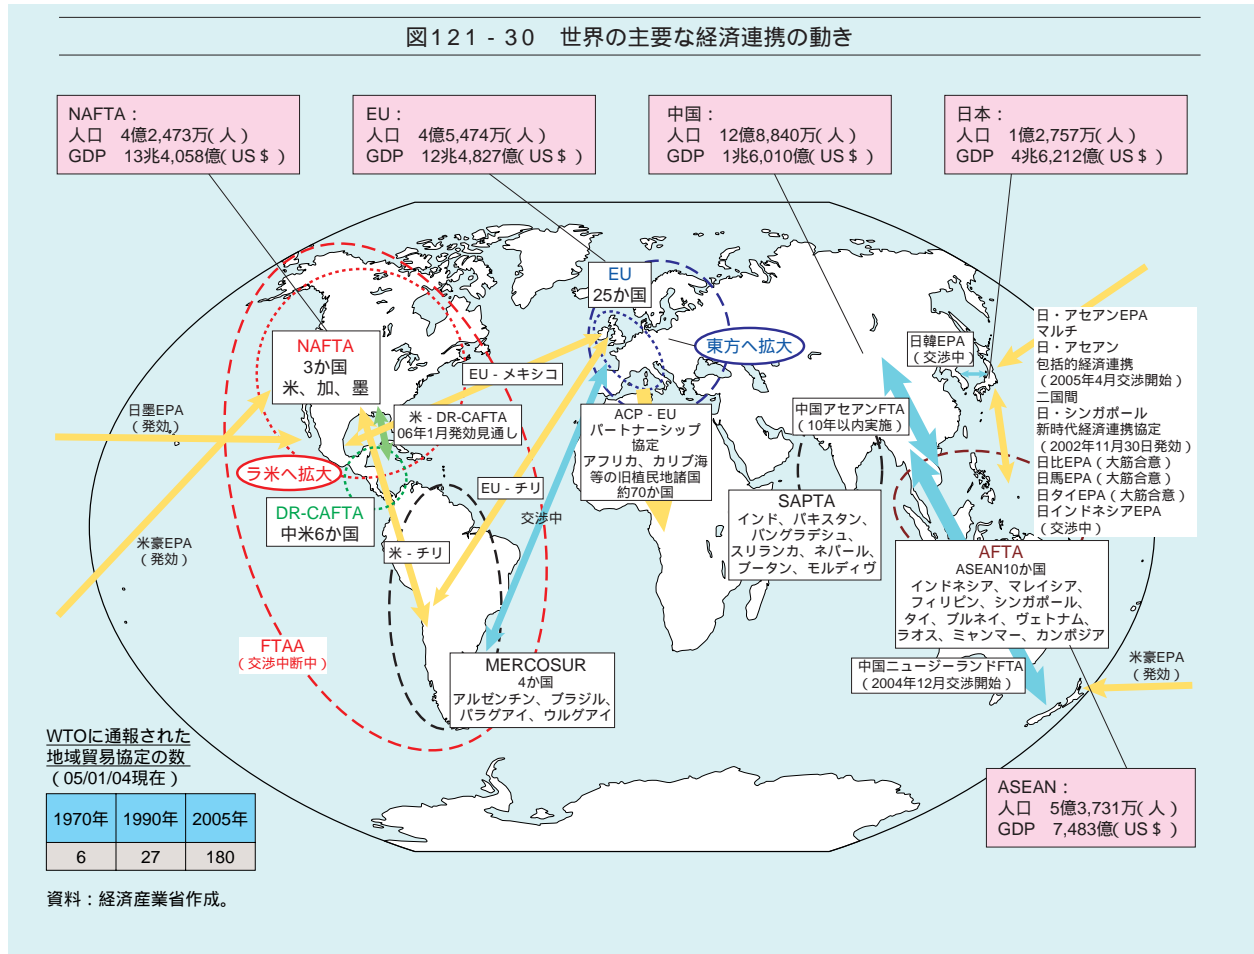 図121-30 世界の主要な経済連携の動き
NAFTA：
人口 4億2,473万(人)
GDP 13兆4,058億(US＄)
EU：
人口 4億5,474万(人)
GDP 12兆4,827億(US＄)
中国：
人口 12億8,840万(人)
GDP 1兆6,010億(US＄)
日本：
人口 1億2,757万(人)
GDP 4兆6,212億(US＄)
EU
25か国
東方へ拡大
NAFTA
3か国
米、加、墨
EU-メキシコ
米-DR-CAFTA
06年1月発効見通し
日墨EPA
(発効)
ラ米へ拡大
DR-CAFTA
中米6か国
EU-チリ
交渉中
米-チリ
米豪EPA
(発効)
FTAA
(交渉中断中)
ACP-EU
パートナーシップ
協定
アフリカ、カリブ海
等の旧植民地諸国
約70か国
MERCOSUR
4か国
アルゼンチン、ブラジル、
パラグアイ、ウルグアイ
日韓EPA
(交渉中)
中国アセアンFTA
(10年以内実施)
SAPTA
インド、パキスタン、
バングラデシュ、
スリランカ、ネパール、
ブータン、モルディヴ
日・アセアンEPA
マルチ
日・アセアン
包括的経済連携
(2005年4月交渉開始)
二国間
日・シンガポール
新時代経済連携協定
(2002年11月30日発効)
日比EPA(大筋合意)
日馬EPA(大筋合意)
日タイEPA(大筋合意)
日インドネシアEPA
(交渉中)
AFTA
ASEAN10か国
インドネシア、マレイシア、
フィリピン、シンガポール、
タイ、ブルネイ、ヴェトナム、
ラオス、ミャンマー、カンボジア
中国ニュージーランドFTA
(2004年12月交渉開始)
米豪EPA
(発効)
ASEAN：
人口 5億3,731万(人)
GDP 7,483億(US＄)
WTOに通報された
地域貿易協定の数
(05/01/04現在)
1970年 1990年 2005年
6 27 180
資料：経済産業省作成。